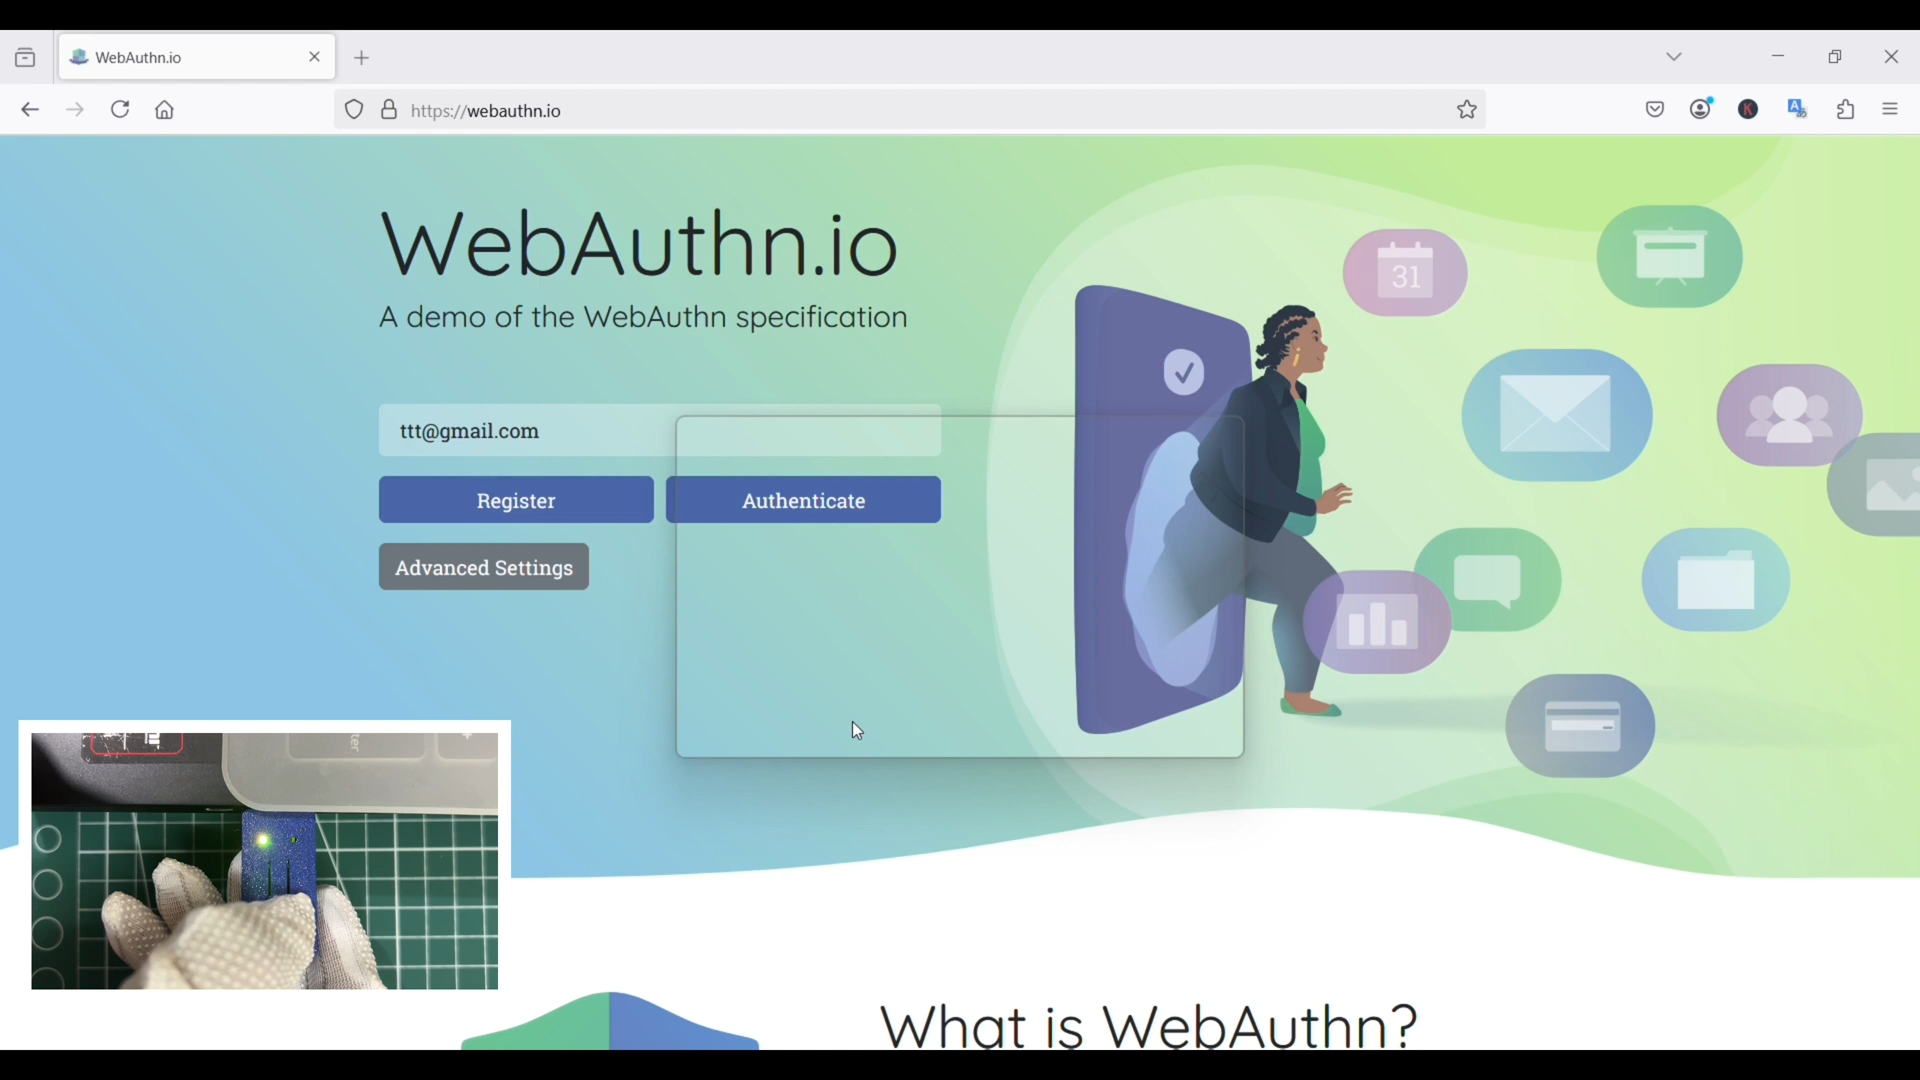 WebAuthn.io
https://webauthn.io
WebAuthn.io
A demo of the WebAuthn specification
31
ttt@gmail.com
Register
Authenticate
Advanced Settings
What is WebAuthn?